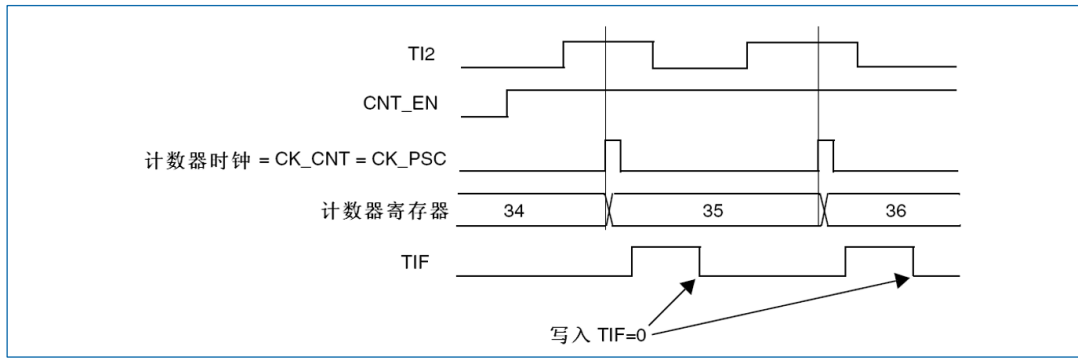 TI2
CNT_EN
计数器时钟 = CK_CNT = CK_PSC
计数器寄存器 34 35 36
TIF
写入 TIF=0